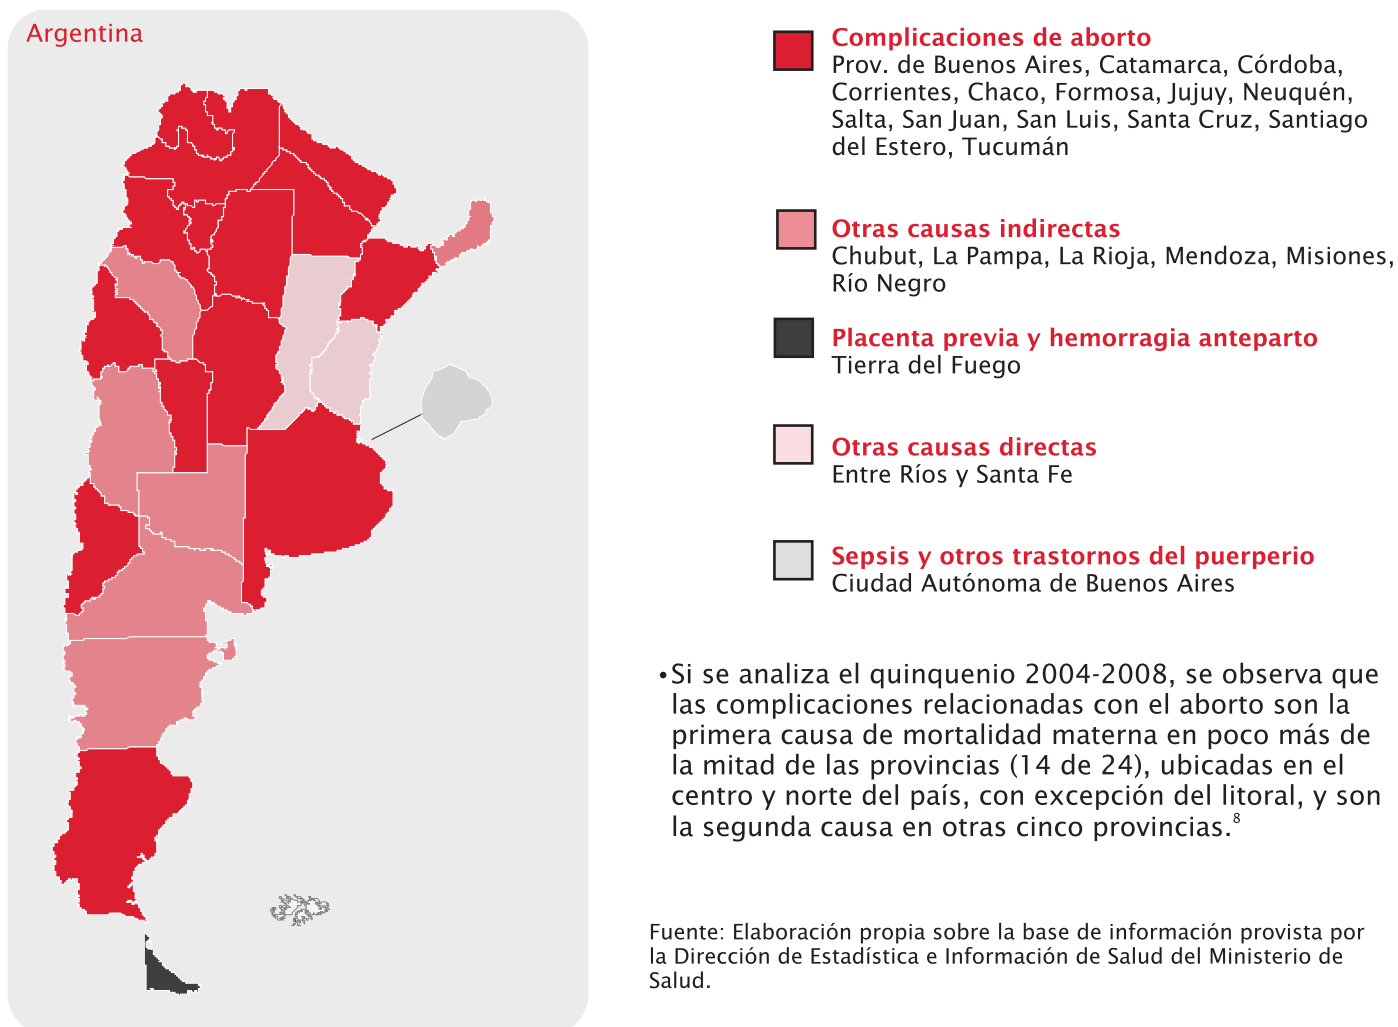 Argentina
Complicaciones de aborto
Prov. de Buenos Aires, Catamarca, Córdoba,
Corrientes, Chaco, Formosa, Jujuy, Neuquén,
Salta, San Juan, San Luis, Santa Cruz, Santiago
del Estero, Tucumán
Otras causas indirectas
Chubut, La Pampa, La Rioja, Mendoza, Misiones,
Río Negro
Placenta previa y hemorragia anteparto
Tierra del Fuego
Otras causas directas
Entre Ríos y Santa Fe
Sepsis y otros trastornos del puerperio
Ciudad Autónoma de Buenos Aires
•Si se analiza el quinquenio 2004-2008, se observa que
las complicaciones relacionadas con el aborto son la
primera causa de mortalidad materna en poco más de
la mitad de las provincias (14 de 24), ubicadas en el
centro y norte del país, con excepción del litoral, y son
la segunda causa en otras cinco provincias.⁸
Fuente: Elaboración propia sobre la base de información provista por
la Dirección de Estadística e Información de Salud del Ministerio de
Salud.